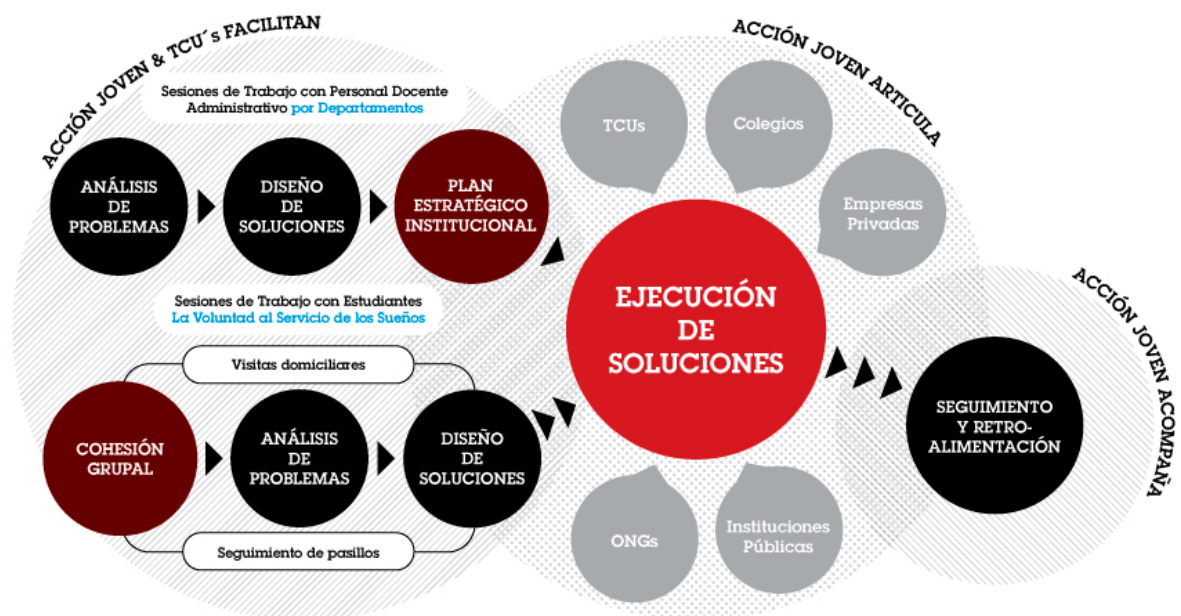 ACCIÓN JOVEN & TCU´s FACILITAN
Sesiones de Trabajo con Personal Docente
Administrativo por Departamentos
ANÁLISIS
DE
PROBLEMAS
DISEÑO
DE
SOLUCIONES
PLAN
ESTRATÉGICO
INSTITUCIONAL
Sesiones de Trabajo con Estudiantes
La Voluntad al Servicio de los Sueños
Visitas domiciliares
COHESIÓN
GRUPAL
ANÁLISIS
DE
PROBLEMAS
DISEÑO
DE
SOLUCIONES
Seguimiento de pasillos
ACCIÓN JOVEN ARTICULA
TCUs
Colegios
Empresas
Privadas
EJECUCIÓN
DE
SOLUCIONES
ONGs
Instituciones
Públicas
ACCIÓN JOVEN ACOMPAÑA
SEGUIMIENTO
Y RETRO-
ALIMENTACIÓN